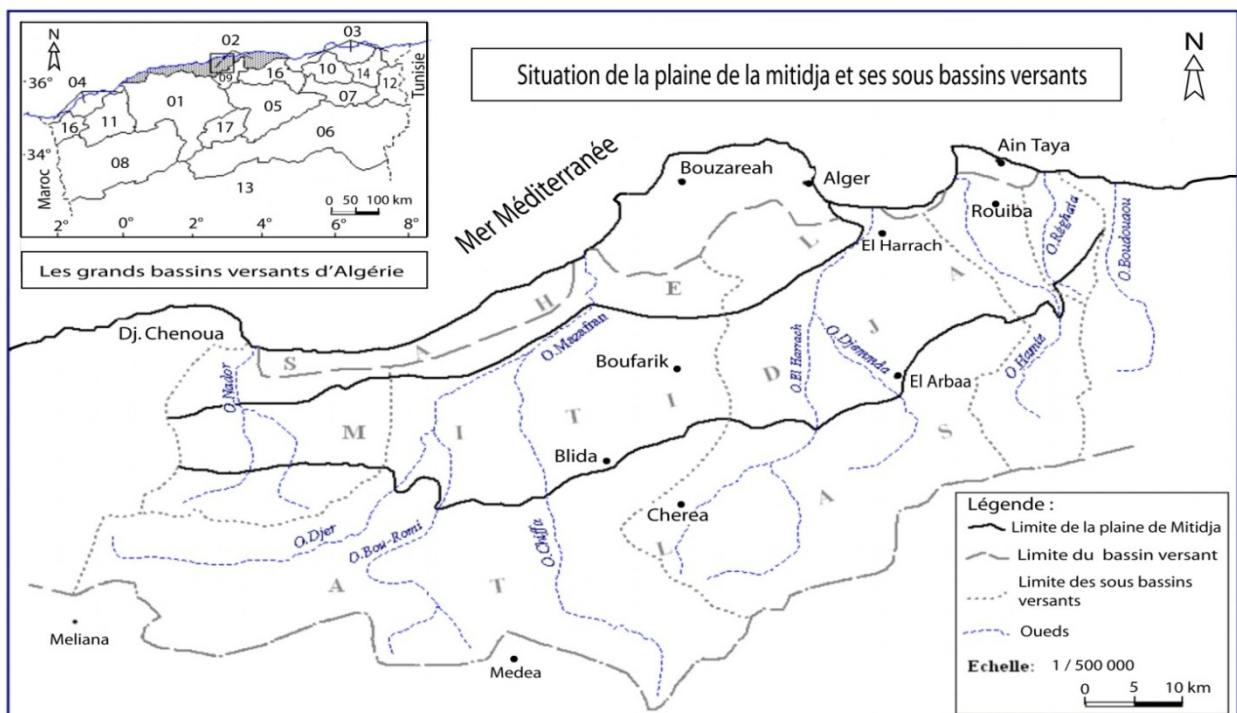 Situation de la plaine de la mitidja et ses sous bassins versants
N
N
02
03
04
36°
01
09
16
10
14
12
Tunisie
16
11
05
07
17
06
34°
08
13
Maroc
0 50 100 km
2° 0° 2° 4° 6° 8°
Les grands bassins versants d'Algérie
Mer Méditerranée
Bouzareah
Alger
Ain Taya
Rouiba
O.Réghaïa
O.Boudouaou
El Harrach
Dj. Chenoua
S A H E L
O.Mazafran
O.Nador
Boufarik
O.El Harrach
O.Djemmda
O.Hamiz
El Arbaa
M I T I D J A
Blida
Cherea
O.Djer
O.Bou-Romi
O.Chiffa
A T L A S
Meliana
Medea
Légende :
Limite de la plaine de Mitidja
Limite du bassin versant
Limite des sous bassins
versants
Oueds
Echelle: 1 / 500 000
0 5 10 km